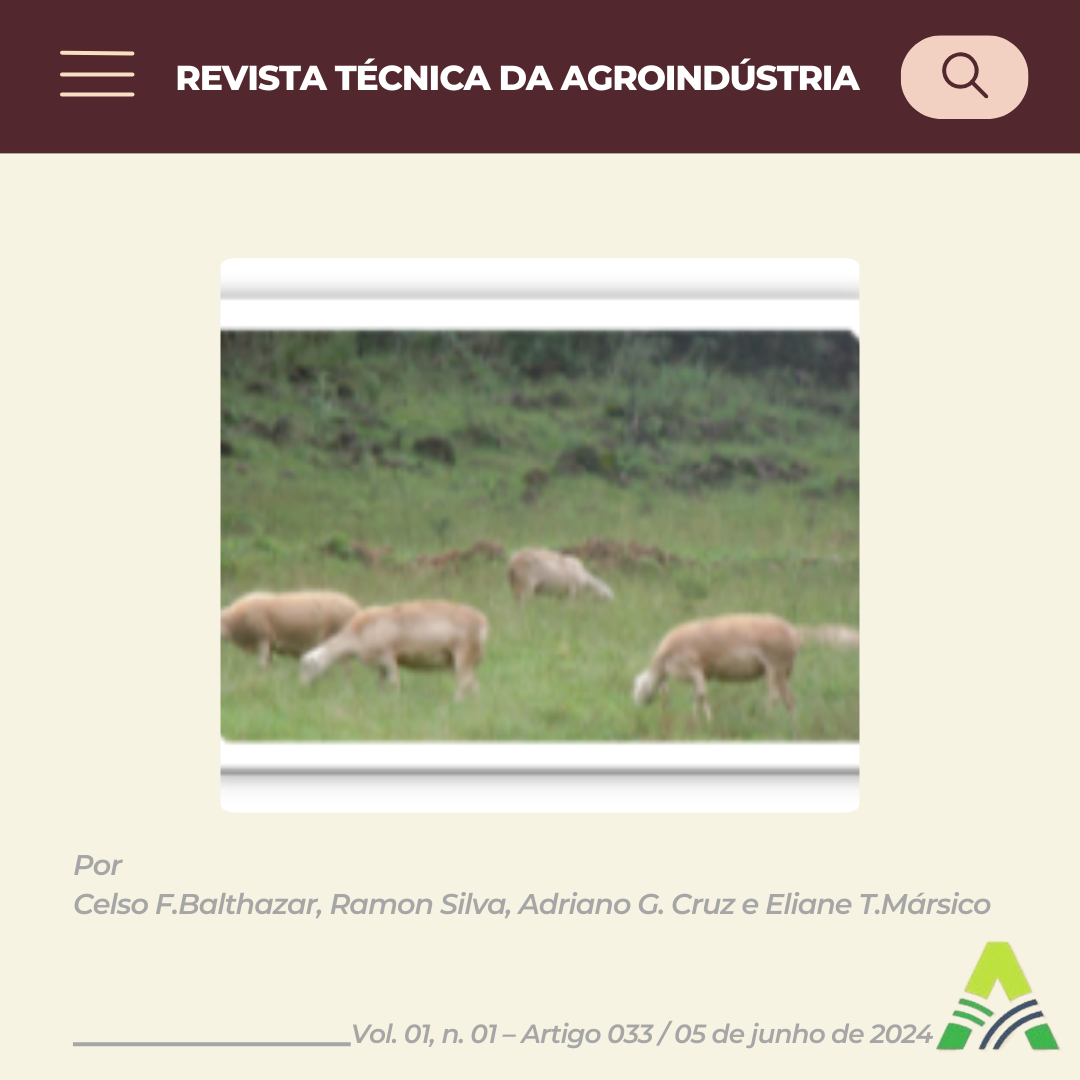 REVISTA TÉCNICA DA AGROINDÚSTRIA
Por
Celso F.Balthazar, Ramon Silva, Adriano G. Cruz e Eliane T.Mársico
Vol. 01, n. 01 – Artigo 033 / 05 de junho de 2024